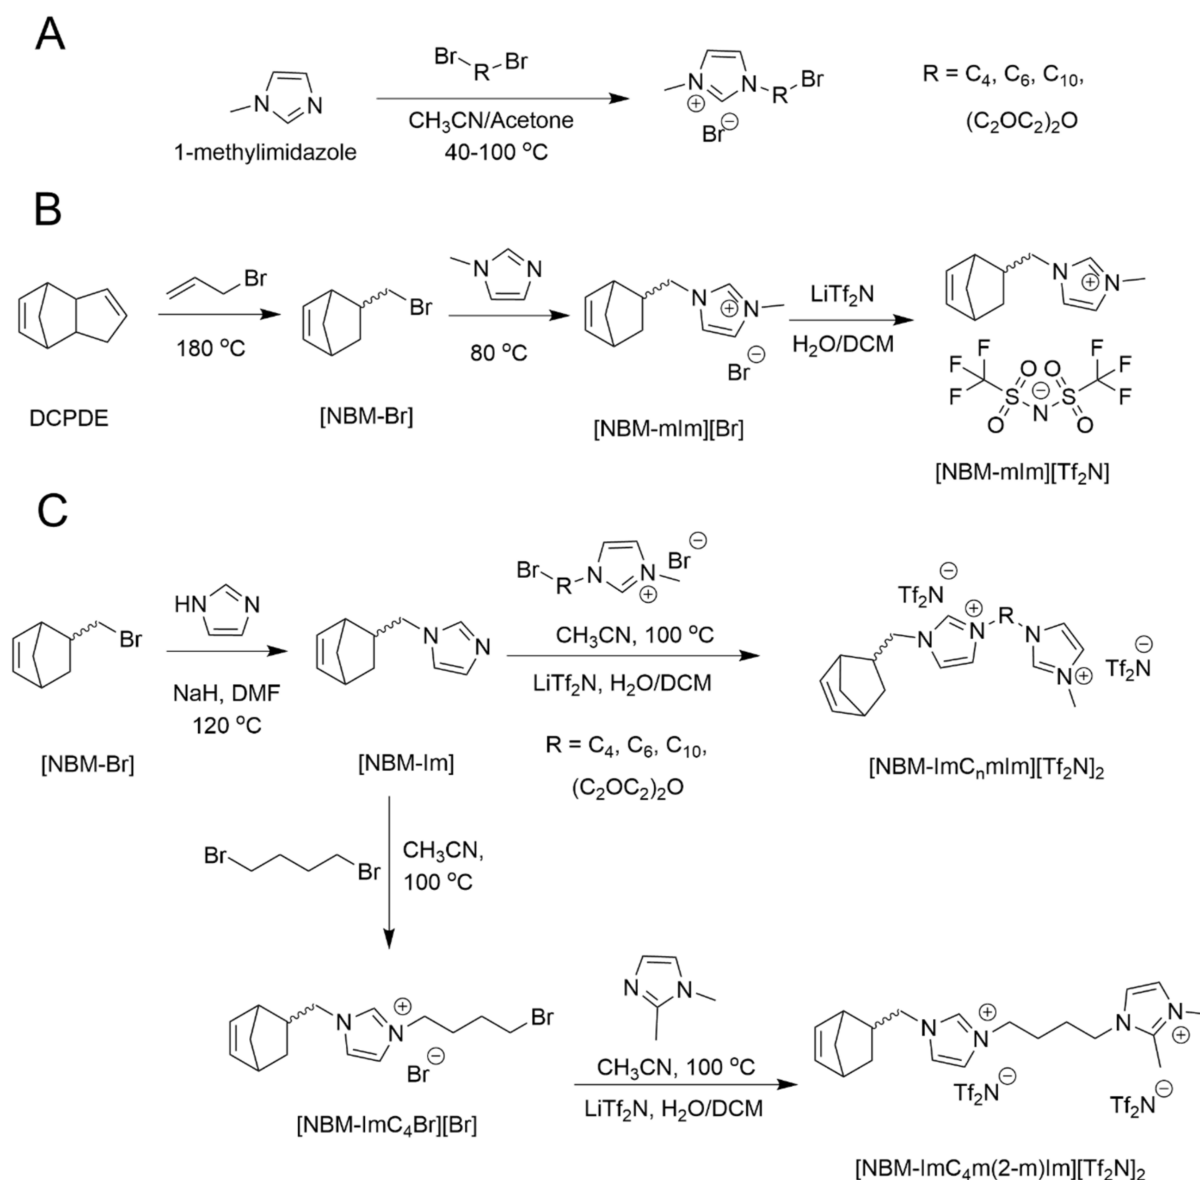 A
Br R Br
CH₃CN/Acetone
40-100 °C
N N
1-methylimidazole
N ⊕ N R Br
Br⊖
R = C₄, C₆, C₁₀,
(C₂OC₂)₂O
B
DCPDE
Br
180 °C
Br
[NBM-Br]
N N
80 °C
N ⊕ N
Br⊖
[NBM-mIm][Br]
LiTf₂N
H₂O/DCM
N ⊕ N
F F F S O O N ⊖ S O O F F F
[NBM-mIm][Tf₂N]
C
Br
[NBM-Br]
HN N
NaH, DMF
120 °C
N N
[NBM-Im]
Br R N N ⊕ Br⊖
CH₃CN, 100 °C
LiTf₂N, H₂O/DCM
R = C₄, C₆, C₁₀,
(C₂OC₂)₂O
Tf₂N⊖
N N ⊕ R N N ⊕
Tf₂N⊖
[NBM-ImCₙmIm][Tf₂N]₂
Br Br
CH₃CN,
100 °C
N N ⊕ Br
Br⊖
[NBM-ImC₄Br][Br]
N N
CH₃CN, 100 °C
LiTf₂N, H₂O/DCM
N N ⊕ N N ⊕
Tf₂N⊖ Tf₂N⊖
[NBM-ImC₄m(2-m)Im][Tf₂N]₂